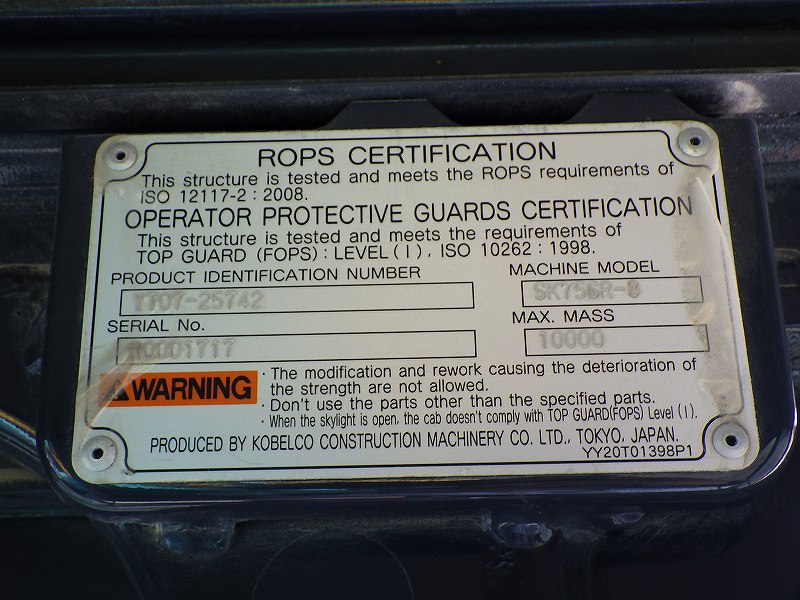 ROPS CERTIFICATION
This structure is tested and meets the ROPS requirements of
ISO 12117-2 : 2008.
OPERATOR PROTECTIVE GUARDS CERTIFICATION
This structure is tested and meets the requirements of
TOP GUARD (FOPS) : LEVEL ( I ) , ISO 10262 : 1998.
PRODUCT IDENTIFICATION NUMBER
MACHINE MODEL
SERIAL No.
MAX. MASS
10000
WARNING
· The modification and rework causing the deterioration of
the strength are not allowed.
· Don't use the parts other than the specified parts.
· When the skylight is open, the cab doesn't comply with TOP GUARD(FOPS) Level ( I ) .
PRODUCED BY KOBELCO CONSTRUCTION MACHINERY CO. LTD., TOKYO, JAPAN.
YY20T01398P1